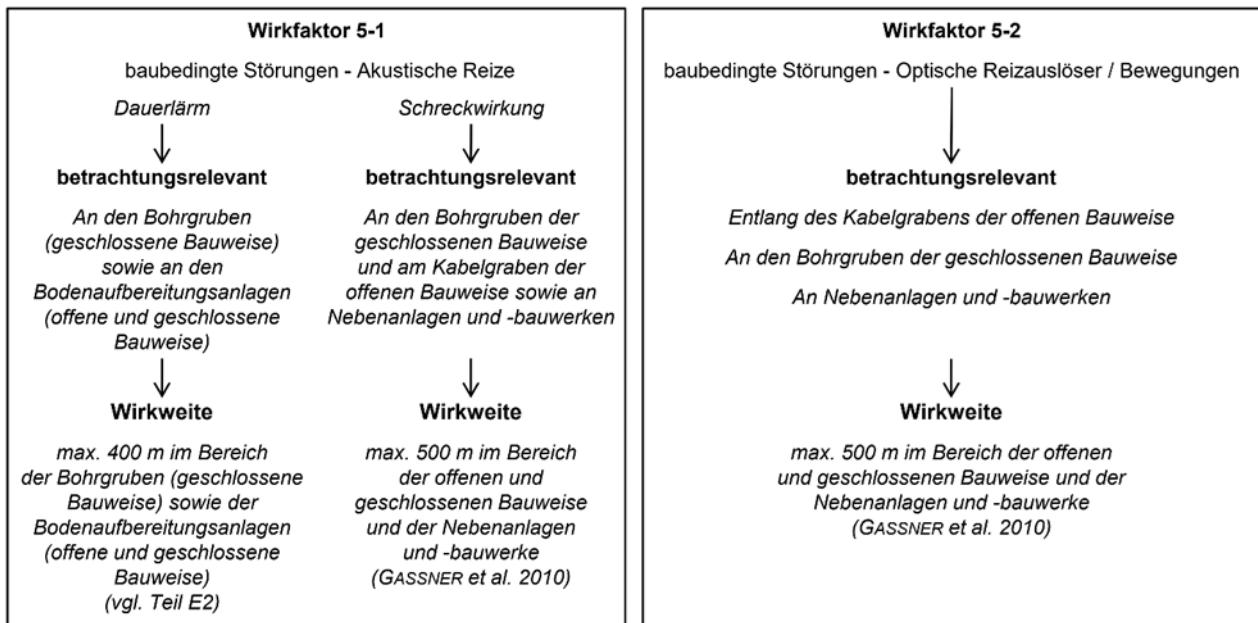 Wirkfaktor 5-1
baubedingte Störungen - Akustische Reize
Dauerlärm
betrachtungsrelevant
An den Bohrgruben
(geschlossene Bauweise)
sowie an den
Bodenaufbereitungsanlagen
(offene und geschlossene
Bauweise)
Wirkweite
max. 400 m im Bereich
der Bohrgruben (geschlossene
Bauweise) sowie der
Bodenaufbereitungsanlagen
(offene und geschlossene
Bauweise)
(vgl. Teil E2)
Schreckwirkung
betrachtungsrelevant
An den Bohrgruben der
geschlossenen Bauweise
und am Kabelgraben der
offenen Bauweise sowie an
Nebenanlagen und -bauwerken
Wirkweite
max. 500 m im Bereich
der offenen und
geschlossenen Bauweise
und der Nebenanlagen
und -bauwerke
(GASSNER et al. 2010)
Wirkfaktor 5-2
baubedingte Störungen - Optische Reizauslöser / Bewegungen
betrachtungsrelevant
Entlang des Kabelgrabens der offenen Bauweise
An den Bohrgruben der geschlossenen Bauweise
An Nebenanlagen und -bauwerken
Wirkweite
max. 500 m im Bereich der offenen
und geschlossenen Bauweise und der
Nebenanlagen und -bauwerke
(GASSNER et al. 2010)